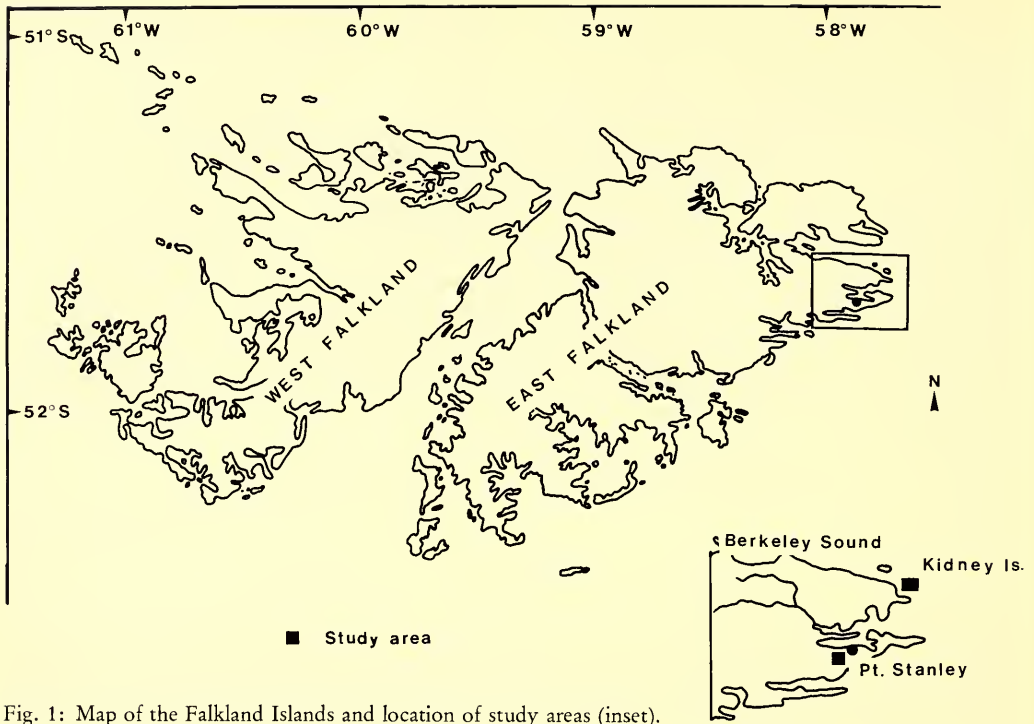 61°W 60°W 59°W 58°W
51°S
WEST FALKLAND
EAST FALKLAND
52°S
N
Berkeley Sound
Kidney Is.
Study area
Pt. Stanley
Fig. 1: Map of the Falkland Islands and location of study areas (inset).